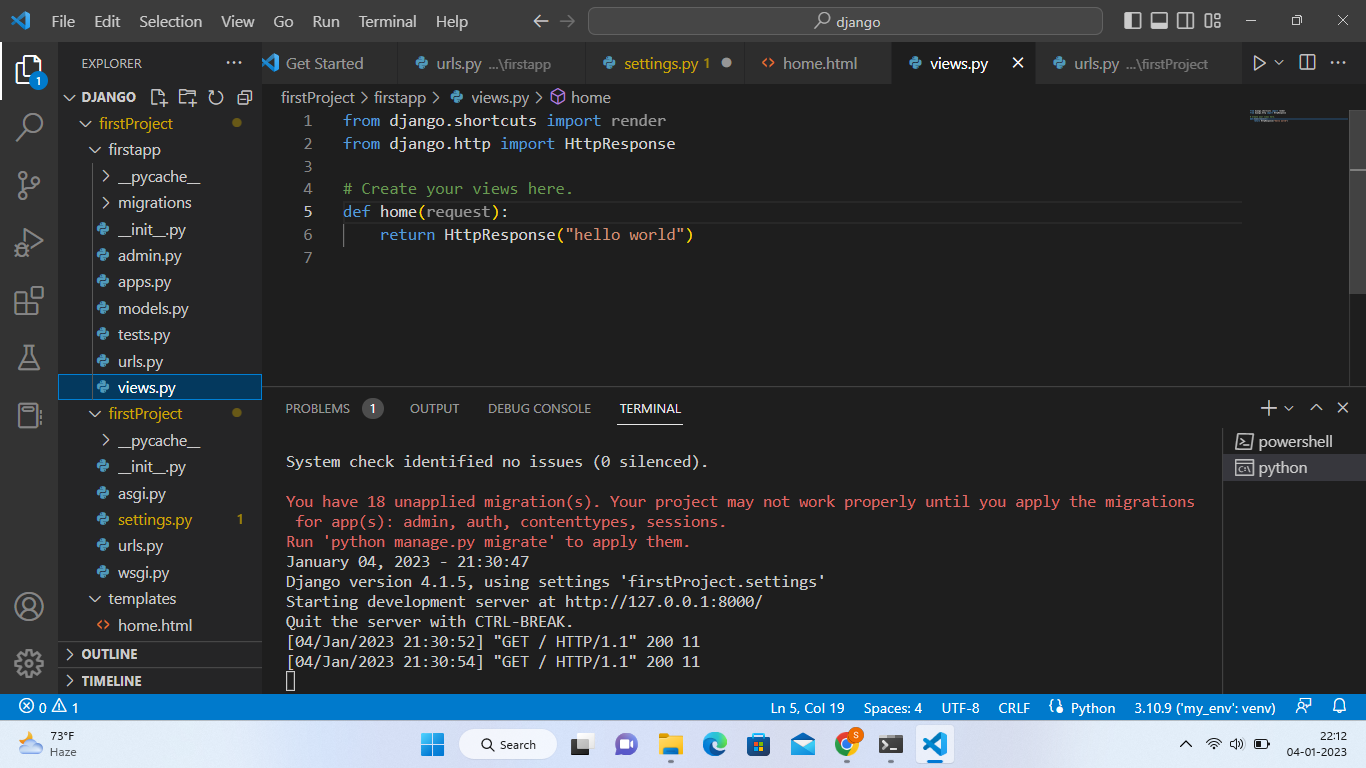 File Edit Selection View Go Run Terminal Help
django
EXPLORER
Get Started
urls.py ...\firstapp
settings.py 1
home.html
views.py
urls.py ...\firstProject
1
DJANGO
firstProject > firstapp > views.py > home
firstProject
firstapp
__pycache__
migrations
__init__.py
admin.py
apps.py
models.py
tests.py
urls.py
views.py
firstProject
__pycache__
__init__.py
asgi.py
settings.py 1
urls.py
wsgi.py
templates
home.html
OUTLINE
TIMELINE
1 from django.shortcuts import render
2 from django.http import HttpResponse
3
4 # Create your views here.
5 def home(request):
6 return HttpResponse("hello world")
7
PROBLEMS 1 OUTPUT DEBUG CONSOLE TERMINAL
System check identified no issues (0 silenced).
You have 18 unapplied migration(s). Your project may not work properly until you apply the migrations
for app(s): admin, auth, contenttypes, sessions.
Run 'python manage.py migrate' to apply them.
January 04, 2023 - 21:30:47
Django version 4.1.5, using settings 'firstProject.settings'
Starting development server at http://127.0.0.1:8000/
Quit the server with CTRL-BREAK.
[04/Jan/2023 21:30:52] "GET / HTTP/1.1" 200 11
[04/Jan/2023 21:30:54] "GET / HTTP/1.1" 200 11
powershell
python
0 1
Ln 5, Col 19 Spaces: 4 UTF-8 CRLF Python 3.10.9 ('my_env': venv)
73°F
Haze
Search
S
22:12
04-01-2023